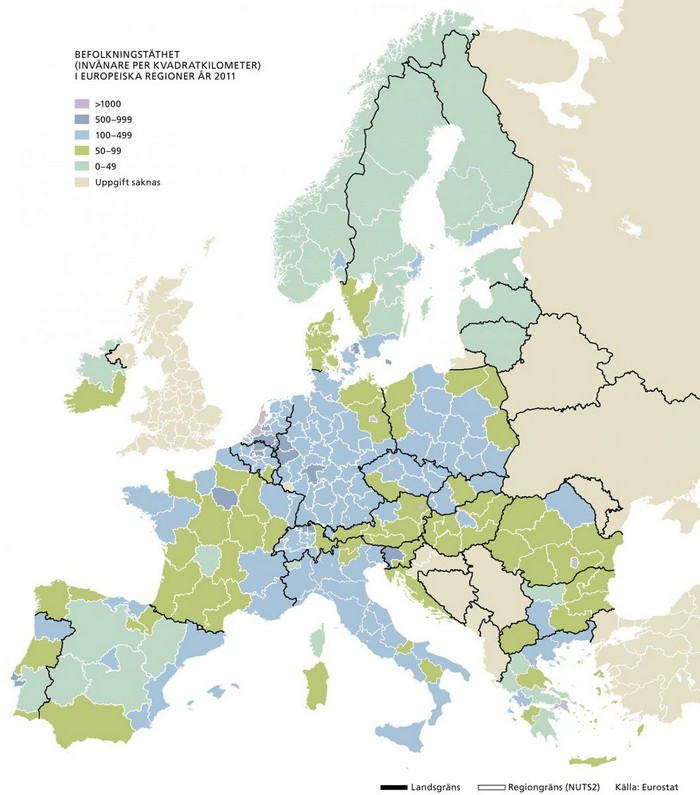 BEFOLKNINGSTÄTHET
(INVÅNARE PER KVADRATKILOMETER)
I EUROPEISKA REGIONER ÅR 2011
>1000
500–999
100–499
50–99
0–49
Uppgift saknas
Landsgräns Regiongräns (NUTS2) Källa: Eurostat